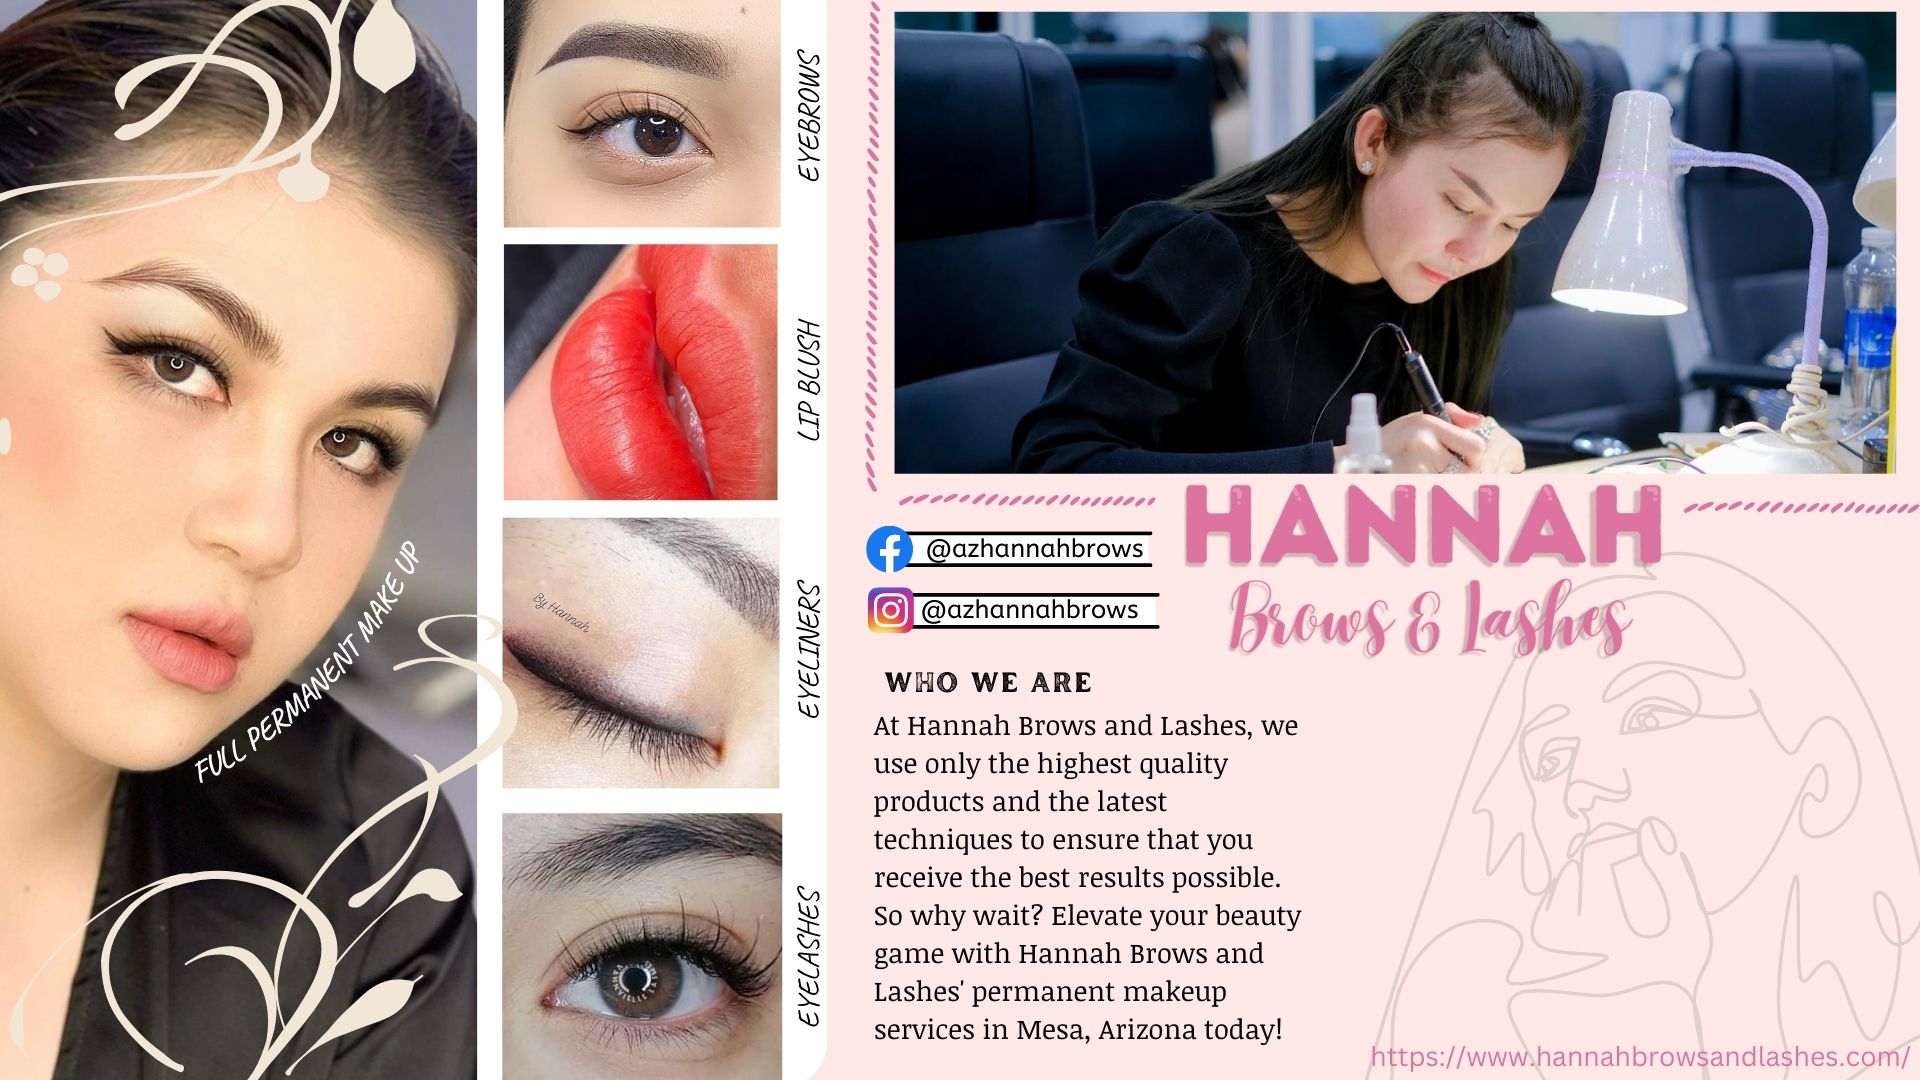 FULL PERMANENT MAKE UP
EYEBROWS
LIP BLUSH
EYELINERS
By Hannah
EYELASHES
HANNAH
Brows & Lashes
@azhannahbrows
@azhannahbrows
WHO WE ARE
At Hannah Brows and Lashes, we
use only the highest quality
products and the latest
techniques to ensure that you
receive the best results possible.
So why wait? Elevate your beauty
game with Hannah Brows and
Lashes' permanent makeup
services in Mesa, Arizona today!
https://www.hannahbrowsandlashes.com/